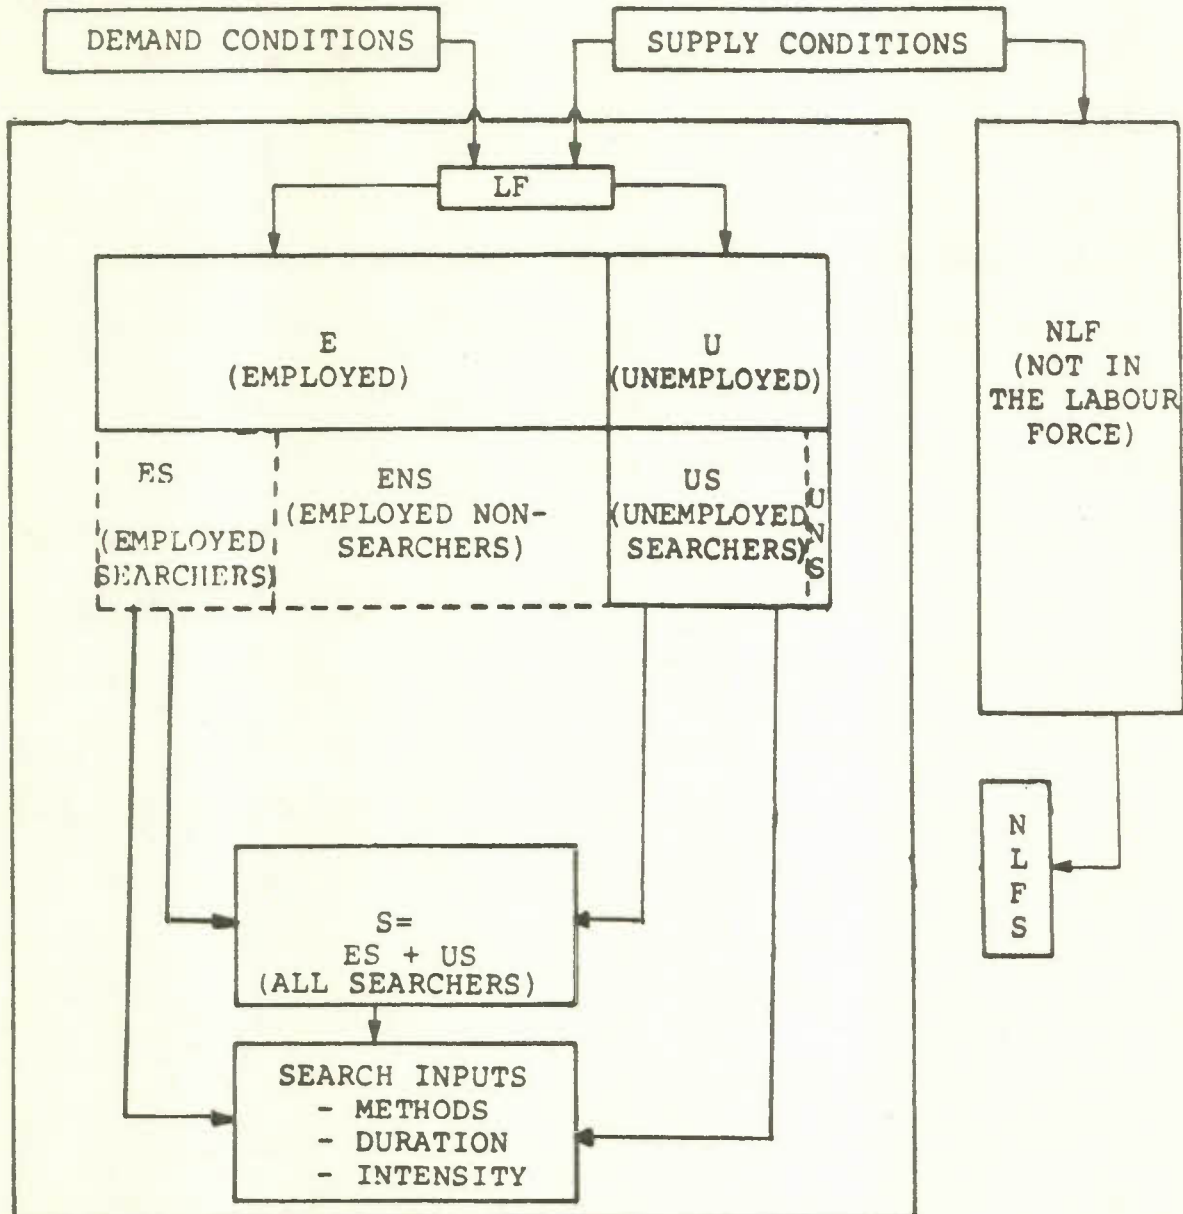 DEMAND CONDITIONS
SUPPLY CONDITIONS
LF
E
(EMPLOYED)
U
(UNEMPLOYED)
NLF
(NOT IN
THE LABOUR
FORCE)
ES
(EMPLOYED
SEARCHERS)
ENS
(EMPLOYED NON-
SEARCHERS)
US
(UNEMPLOYED
SEARCHERS)
U
N
S
N
L
F
S
S=
ES + US
(ALL SEARCHERS)
SEARCH INPUTS
- METHODS
- DURATION
- INTENSITY